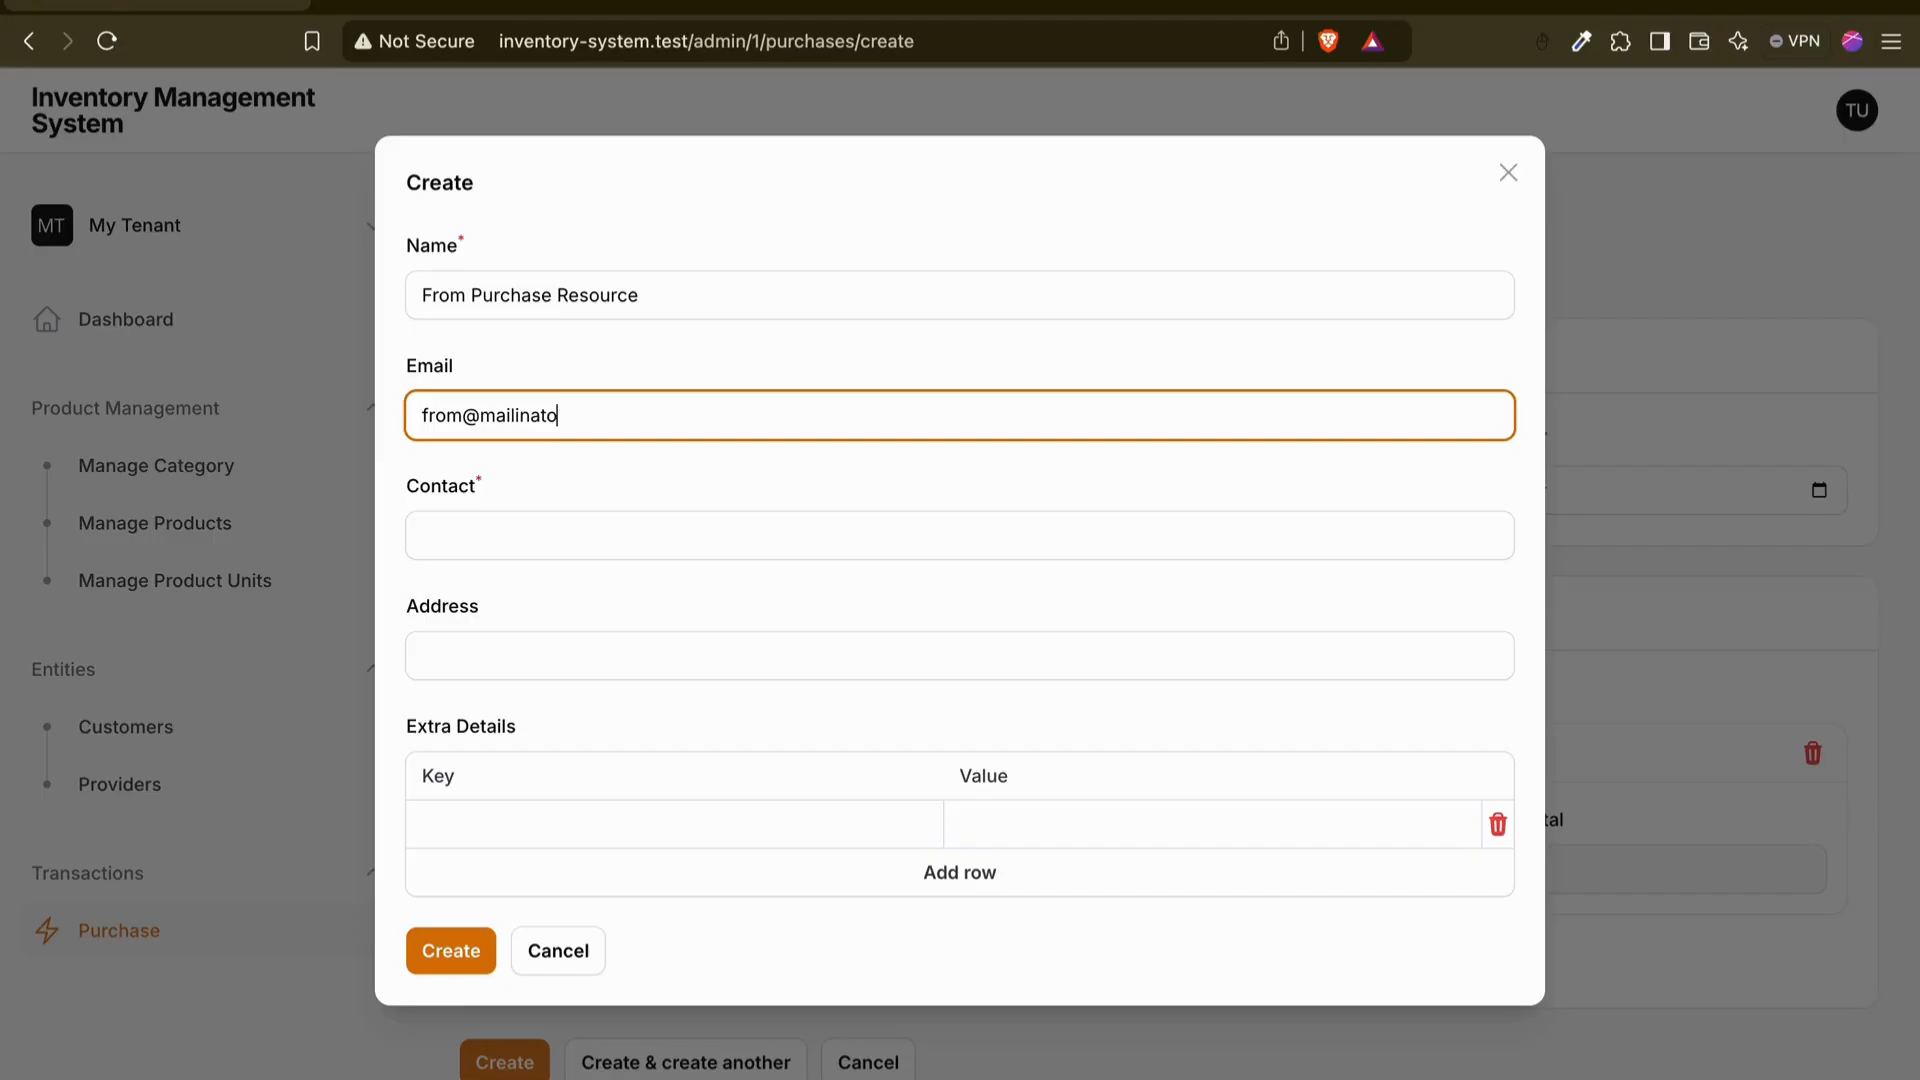 Not Secure inventory-system.test/admin/1/purchases/create
VPN
Inventory Management
System
TU
MT My Tenant
Dashboard
Product Management
Manage Category
Manage Products
Manage Product Units
Entities
Customers
Providers
Transactions
Purchase
Create
Name*
From Purchase Resource
Email
from@mailinato
Contact*
Address
Extra Details
Key Value
Add row
Create Cancel
tal
Create Create & create another Cancel